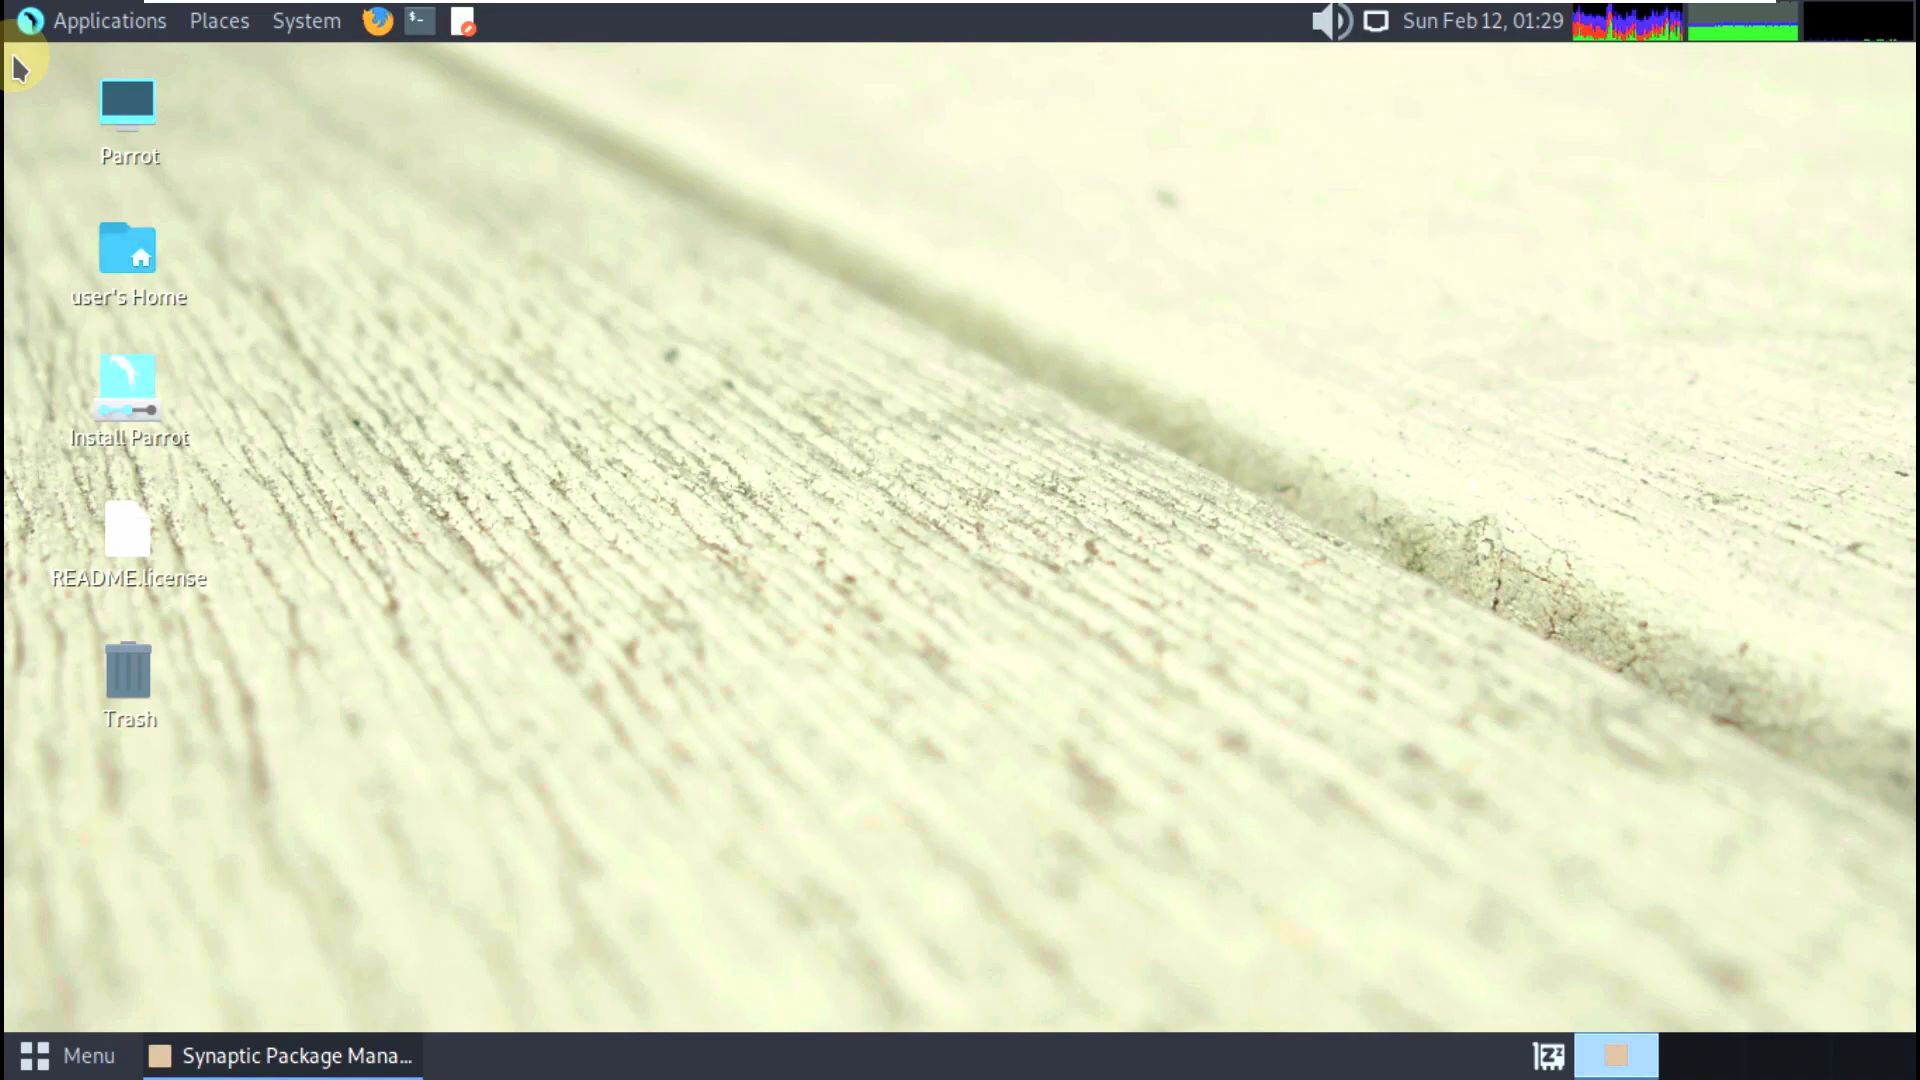 Applications Places System $- Sun Feb 12, 01:29
Parrot
user's Home
Install Parrot
README.license
Trash
Menu Synaptic Package Mana...